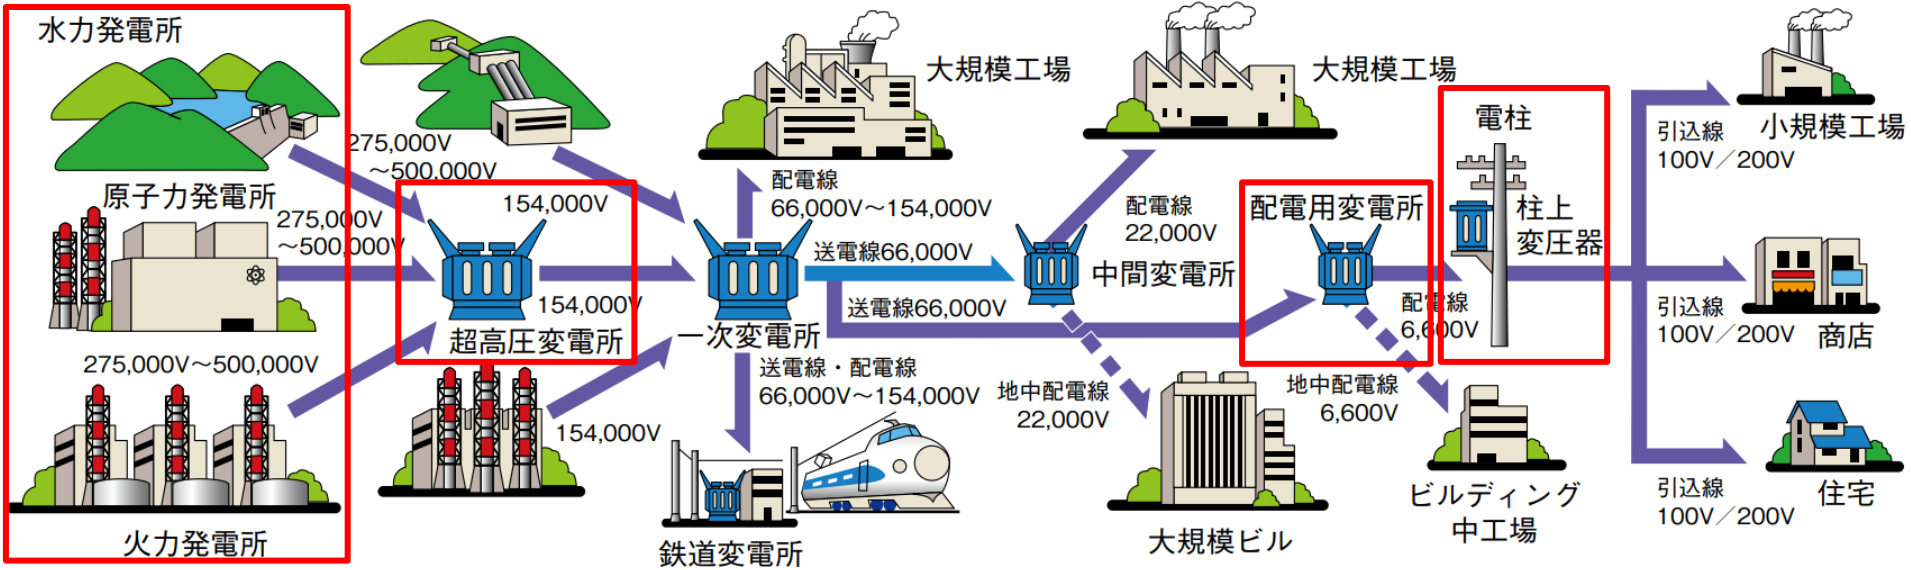 水力発電所
275,000V
～500,000V
原子力発電所
275,000V
～500,000V
275,000V～500,000V
火力発電所
154,000V
154,000V
超高圧変電所
154,000V
一次変電所
大規模工場
配電線
66,000V～154,000V
送電線66,000V
送電線66,000V
送電線・配電線
66,000V～154,000V
鉄道変電所
大規模工場
配電線
22,000V
中間変電所
地中配電線
22,000V
大規模ビル
配電用変電所
配電線
6,600V
地中配電線
6,600V
ビルディング
中工場
電柱
柱上
変圧器
引込線
100V／200V
小規模工場
引込線
100V／200V
商店
引込線
100V／200V
住宅